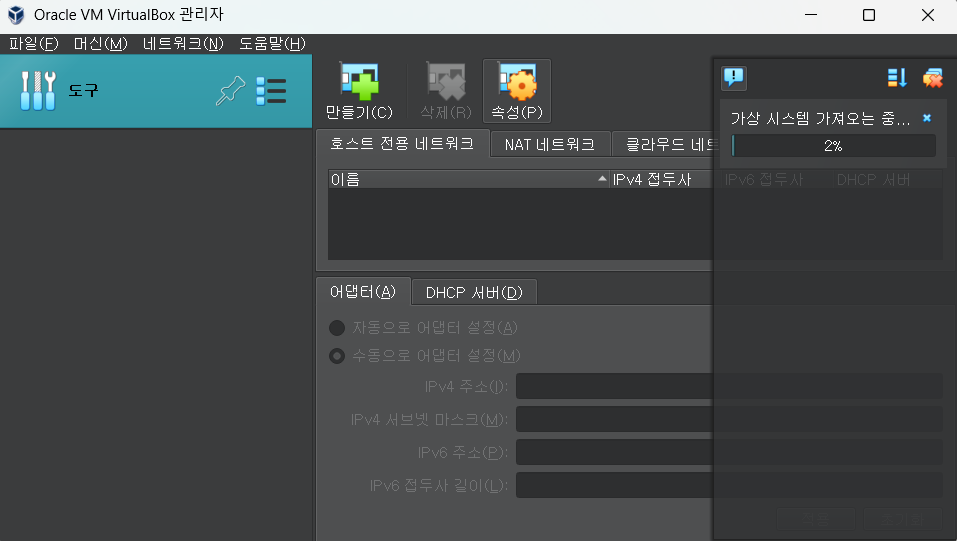 Oracle VM VirtualBox 관리자
파일(F) 머신(M) 네트워크(N) 도움말(H)
도구
만들기(C) 삭제(R) 속성(P)
가상 시스템 가져오는 중...
2%
호스트 전용 네트워크 NAT 네트워크 클라우드 네트
이름 IPv4 접두사 IPv6 접두사 DHCP 서버
어댑터(A) DHCP 서버(D)
자동으로 어댑터 설정(A)
수동으로 어댑터 설정(M)
IPv4 주소(I):
IPv4 서브넷 마스크(M):
IPv6 주소(P):
IPv6 접두사 길이(L):